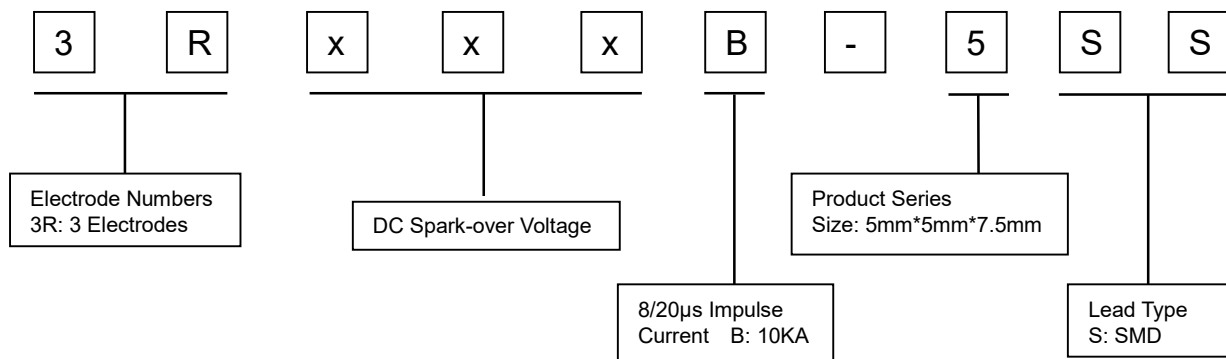 3 R x x x B - 5 S S
Electrode Numbers
3R: 3 Electrodes
DC Spark-over Voltage
Product Series
Size: 5mm*5mm*7.5mm
8/20μs Impulse
Current B: 10KA
Lead Type
S: SMD